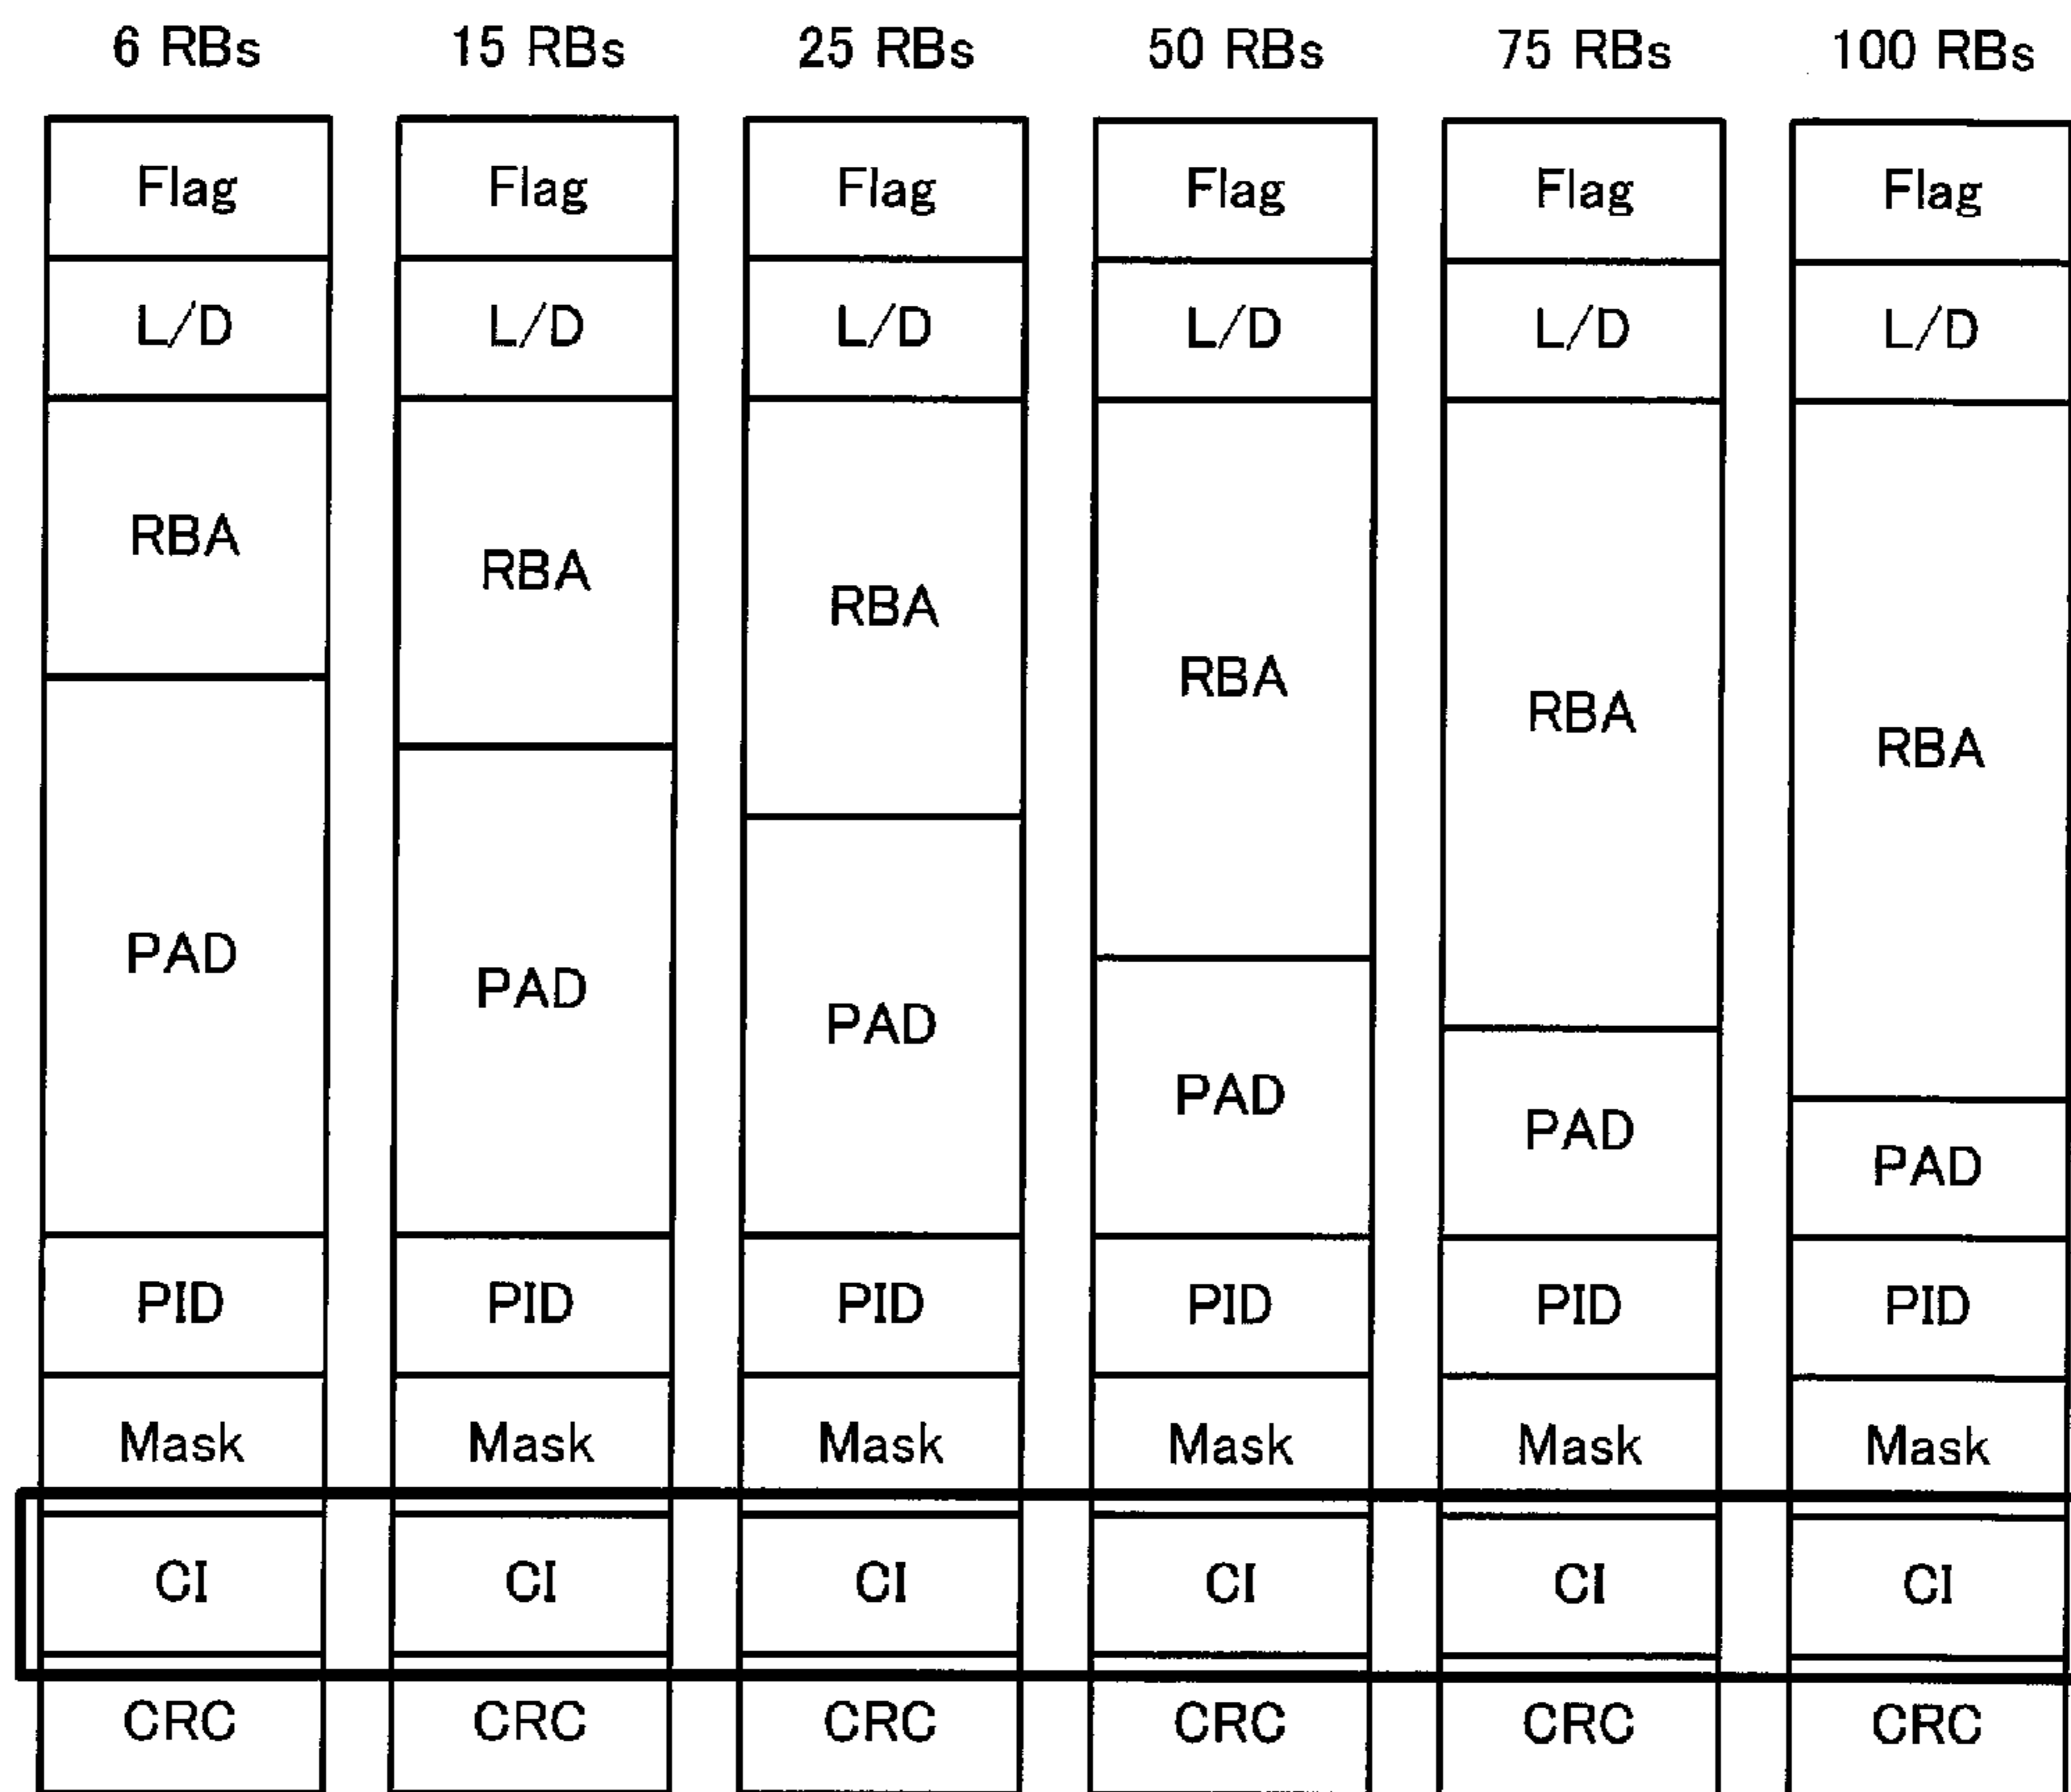 6 RBs 15 RBs 25 RBs 50 RBs 75 RBs 100 RBs
Flag Flag Flag Flag Flag Flag
L/D L/D L/D L/D L/D L/D
RBA RBA RBA RBA RBA RBA
PAD PAD PAD PAD PAD PAD
PID PID PID PID PID PID
Mask Mask Mask Mask Mask Mask
CI CI CI CI CI CI
CRC CRC CRC CRC CRC CRC